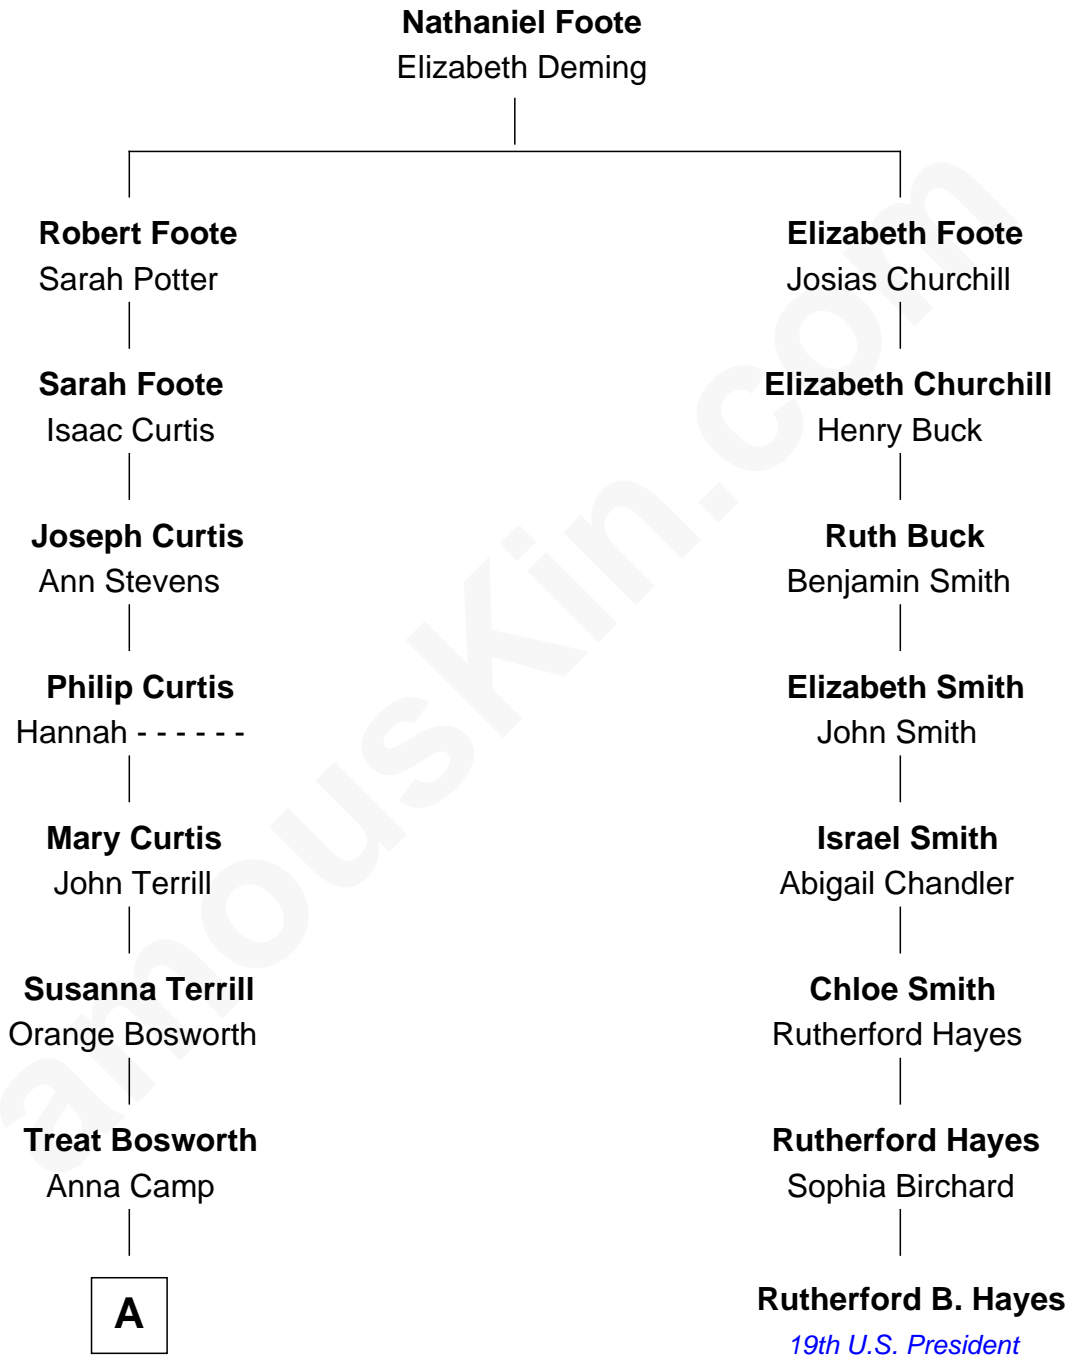 Nathaniel Foote
Elizabeth Deming
Robert Foote
Sarah Potter
Elizabeth Foote
Josias Churchill
Sarah Foote
Isaac Curtis
Elizabeth Churchill
Henry Buck
Joseph Curtis
Ann Stevens
Ruth Buck
Benjamin Smith
Philip Curtis
Hannah - - - - - -
Elizabeth Smith
John Smith
Mary Curtis
John Terrill
Israel Smith
Abigail Chandler
Susanna Terrill
Orange Bosworth
Chloe Smith
Rutherford Hayes
Treat Bosworth
Anna Camp
Rutherford Hayes
Sophia Birchard
A
Rutherford B. Hayes
19th U.S. President
amousKin.com